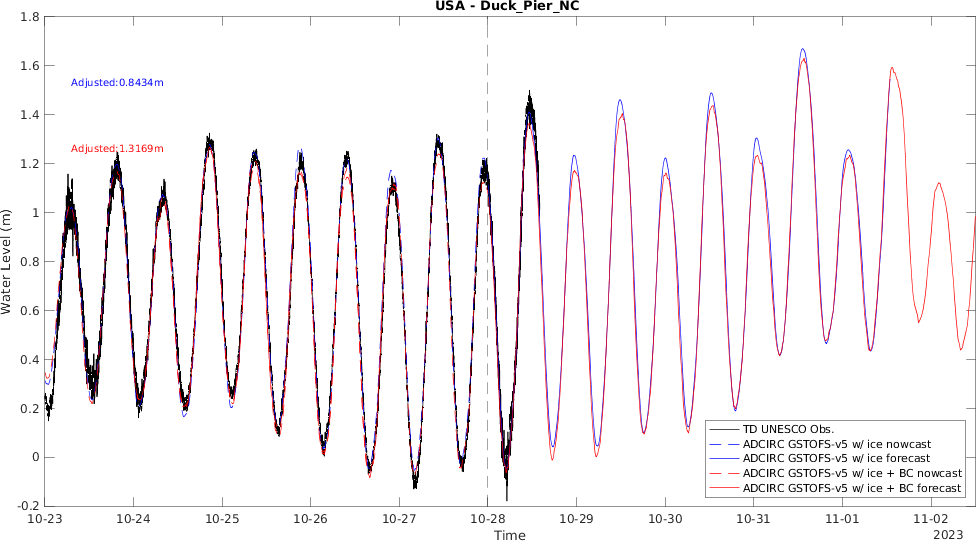 USA - Duck_Pier_NC
1.8
1.6
1.4
1.2
1
0.8
0.6
0.4
0.2
0
-0.2
Water Level (m)
Adjusted:0.8434m
Adjusted:1.3169m
TD UNESCO Obs.
ADCIRC GSTOFS-v5 w/ ice nowcast
ADCIRC GSTOFS-v5 w/ ice forecast
ADCIRC GSTOFS-v5 w/ ice + BC nowcast
ADCIRC GSTOFS-v5 w/ ice + BC forecast
10-23 10-24 10-25 10-26 10-27 10-28 10-29 10-30 10-31 11-01 11-02
Time
2023